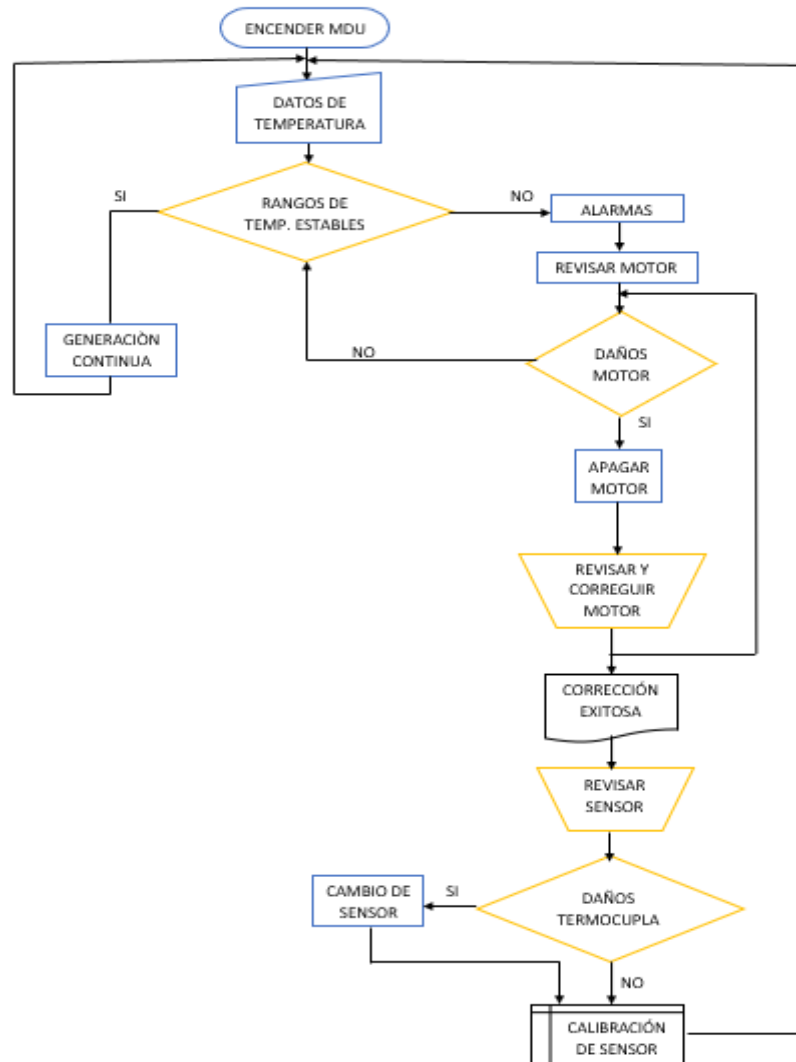 ENCENDER MDU
DATOS DE
TEMPERATURA
SI
RANGOS DE
TEMP. ESTABLES
NO
ALARMAS
REVISAR MOTOR
GENERACIÒN
CONTINUA
NO
DAÑOS
MOTOR
SI
APAGAR
MOTOR
REVISAR Y
CORREGUIR
MOTOR
CORRECCIÓN
EXITOSA
REVISAR
SENSOR
CAMBIO DE
SENSOR
SI
DAÑOS
TERMOCUPLA
NO
CALIBRACIÓN
DE SENSOR